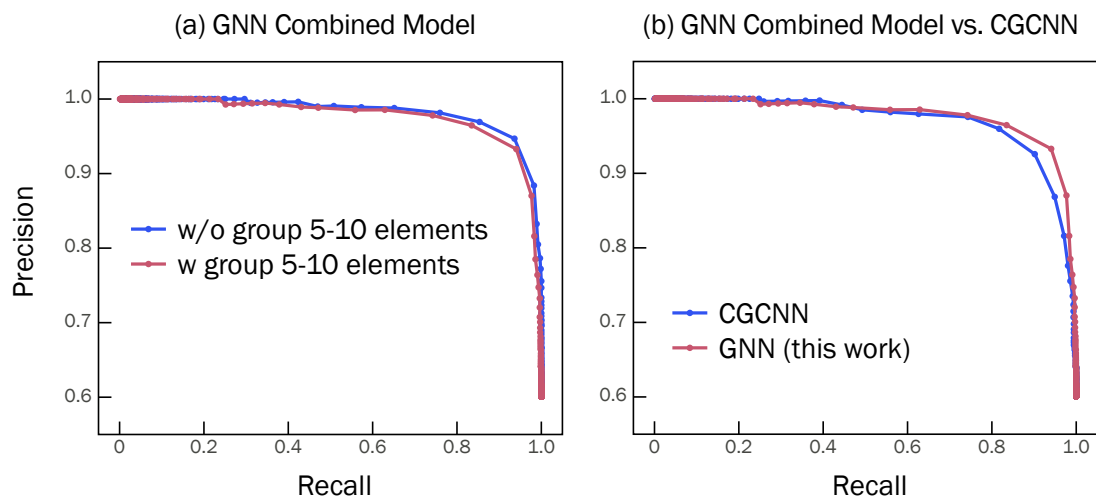 (a) GNN Combined Model
1.0
0.9
0.8
0.7
0.6
Precision
w/o group 5-10 elements
w group 5-10 elements
0
0.2
0.4
0.6
0.8
1.0
Recall
(b) GNN Combined Model vs. CGCNN
1.0
0.9
0.8
0.7
0.6
CGCNN
GNN (this work)
0
0.2
0.4
0.6
0.8
1.0
Recall